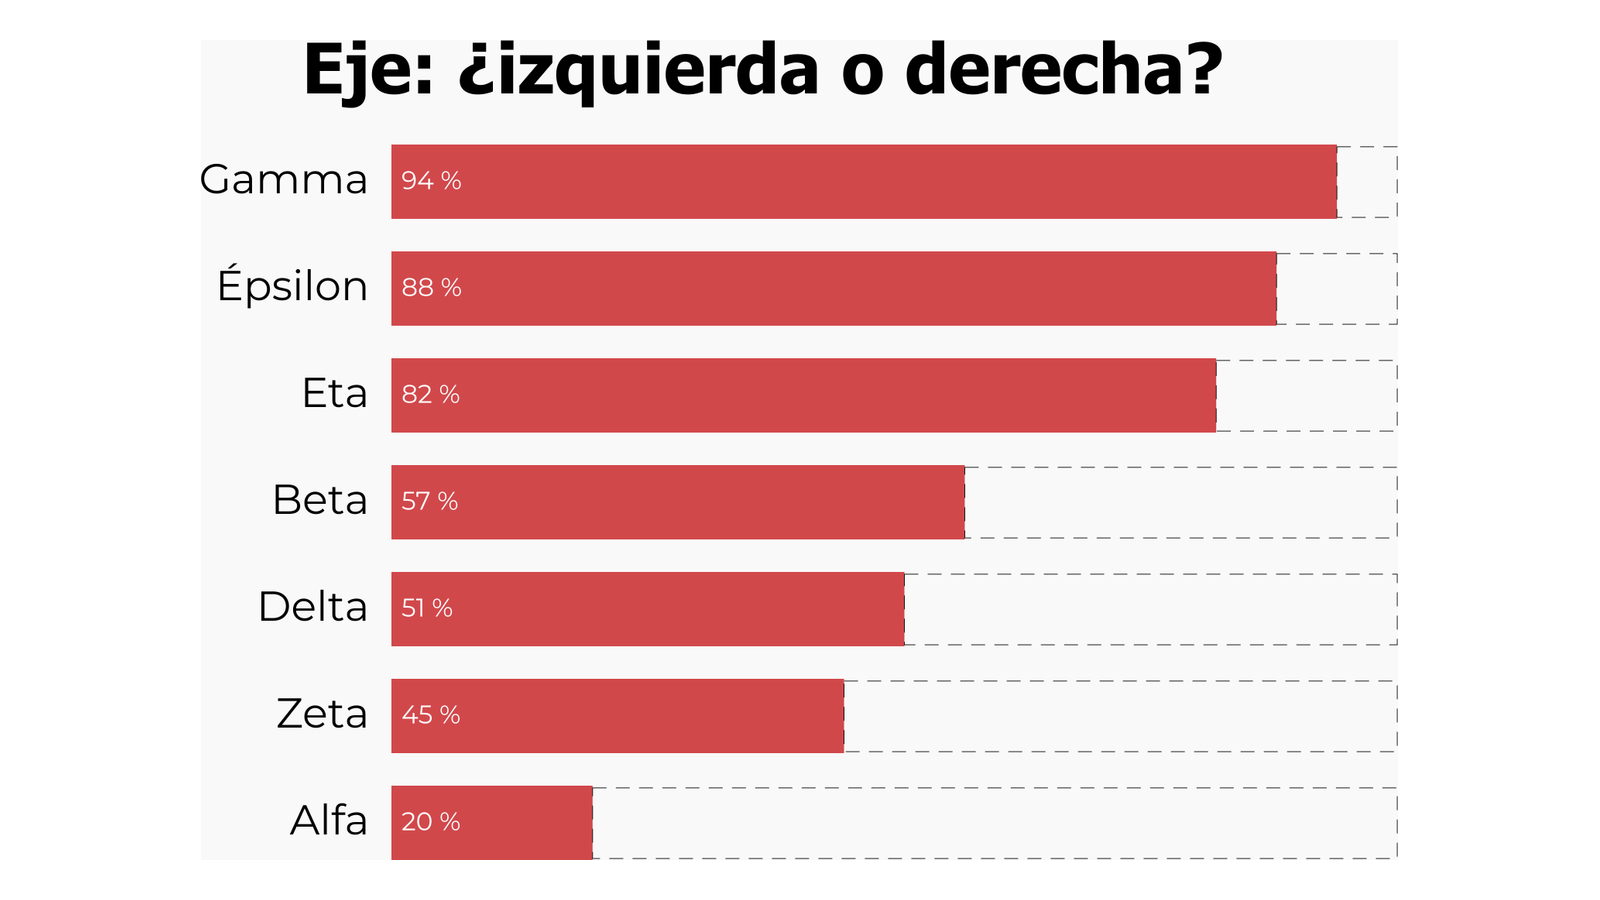 Eje: ¿izquierda o derecha?
Gamma 94 %
Épsilon 88 %
Eta 82 %
Beta 57 %
Delta 51 %
Zeta 45 %
Alfa 20 %